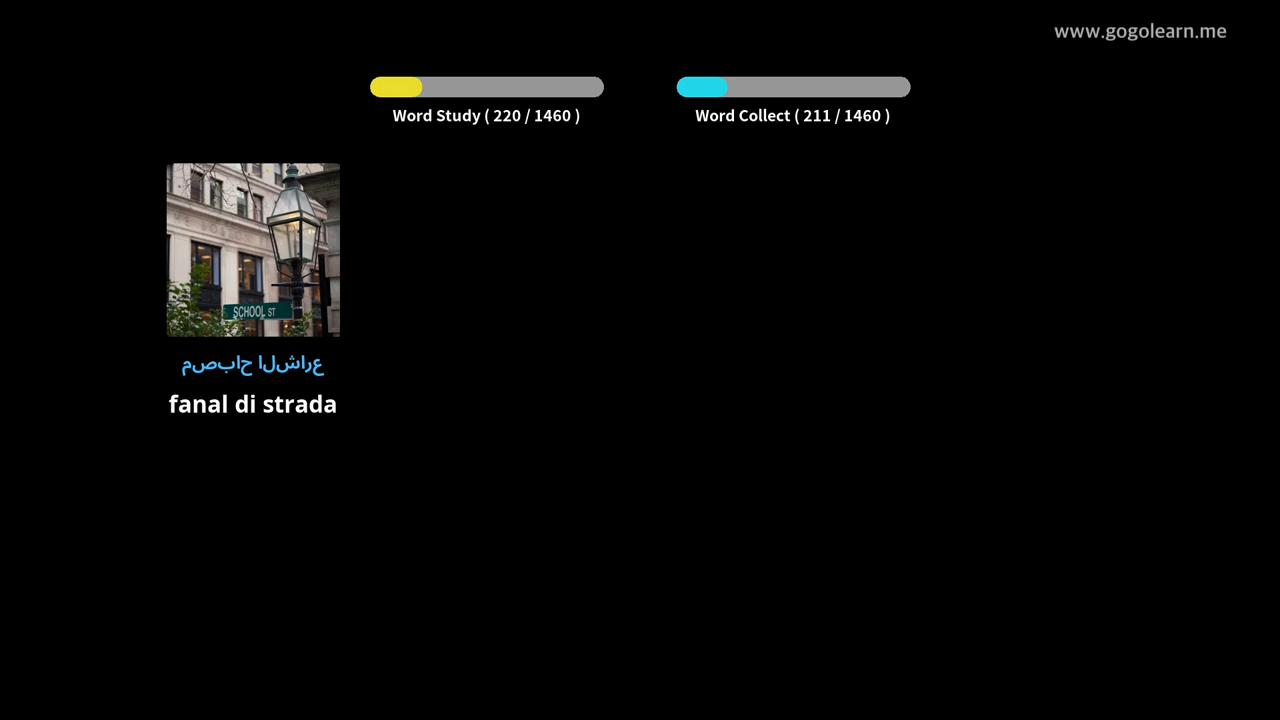 www.gogolearn.me
Word Study ( 220 / 1460 )
Word Collect ( 211 / 1460 )
SCHOOL ST
مصباح الشارع
fanal di strada